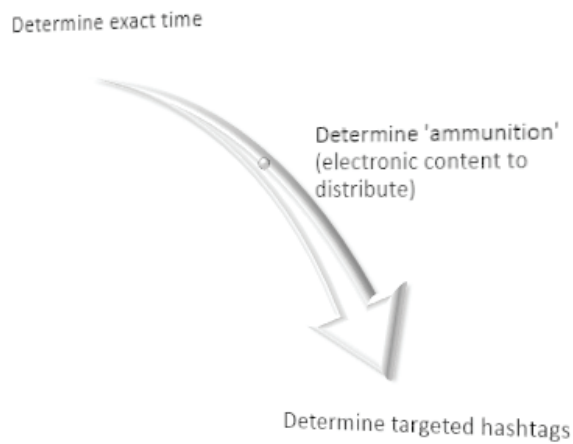 Determine exact time
Determine 'ammunition'
(electronic content to
distribute)
Determine targeted hashtags